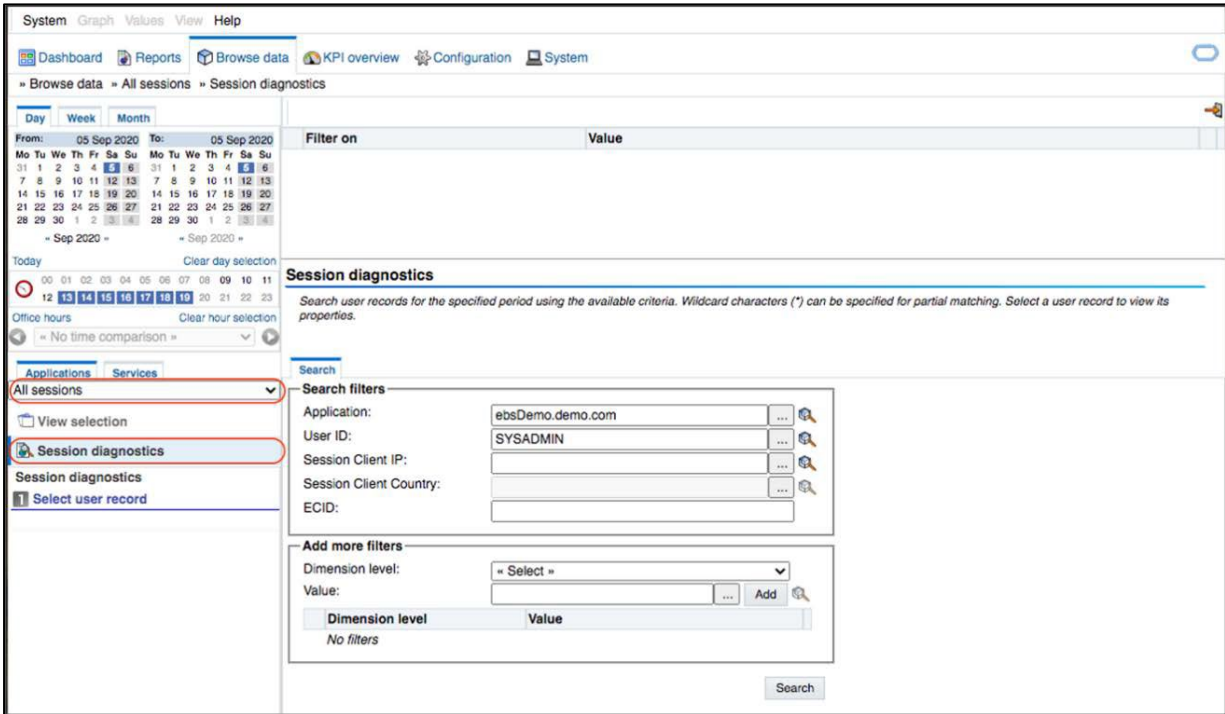 System Graph Values View Help
Dashboard Reports Browse data KPI overview Configuration System
» Browse data » All sessions » Session diagnostics
Day Week Month
From: 05 Sep 2020 To: 05 Sep 2020
Mo Tu We Th Fr Sa Su Mo Tu We Th Fr Sa Su
31 1 2 3 4 5 6 31 1 2 3 4 5 6
7 8 9 10 11 12 13 7 8 9 10 11 12 13
14 15 16 17 18 19 20 14 15 16 17 18 19 20
21 22 23 24 25 26 27 21 22 23 24 25 26 27
28 29 30 1 2 3 4 28 29 30 1 2 3 4
« Sep 2020 » « Sep 2020 »
Today Clear day selection
00 01 02 03 04 05 06 07 08 09 10 11
12 13 14 15 16 17 18 19 20 21 22 23
Office hours Clear hour selection
« No time comparison »
Applications Services
All sessions
View selection
Session diagnostics
Session diagnostics
1 Select user record
Filter on Value
Session diagnostics
Search user records for the specified period using the available criteria. Wildcard characters (*) can be specified for partial matching. Select a user record to view its
properties.
Search
Search filters
Application: ebsDemo.demo.com ...
User ID: SYSADMIN ...
Session Client IP: ...
Session Client Country: ...
ECID:
Add more filters
Dimension level: « Select »
Value: ... Add
Dimension level Value
No filters
Search